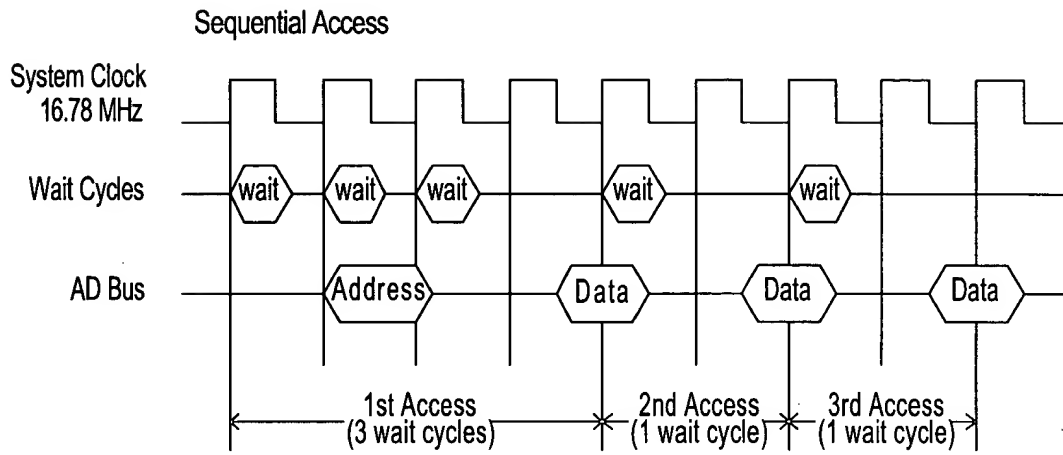 Sequential Access
System Clock
16.78 MHz
Wait Cycles
wait
wait
wait
wait
wait
AD Bus
Address
Data
Data
Data
1st Access
(3 wait cycles)
2nd Access
(1 wait cycle)
3rd Access
(1 wait cycle)